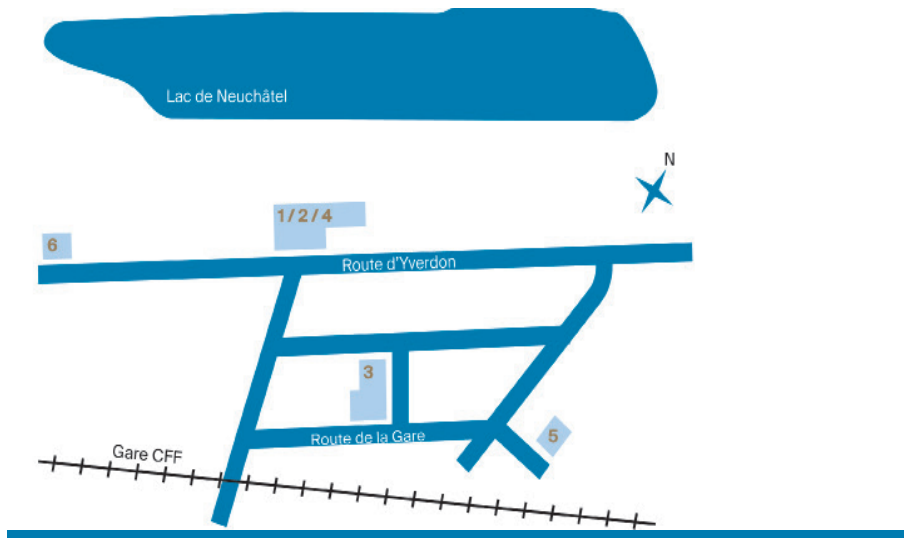 Lac de Neuchâtel
N
1 / 2 / 4
6
Route d'Yverdon
3
Route de la Gare
5
Gare CFF